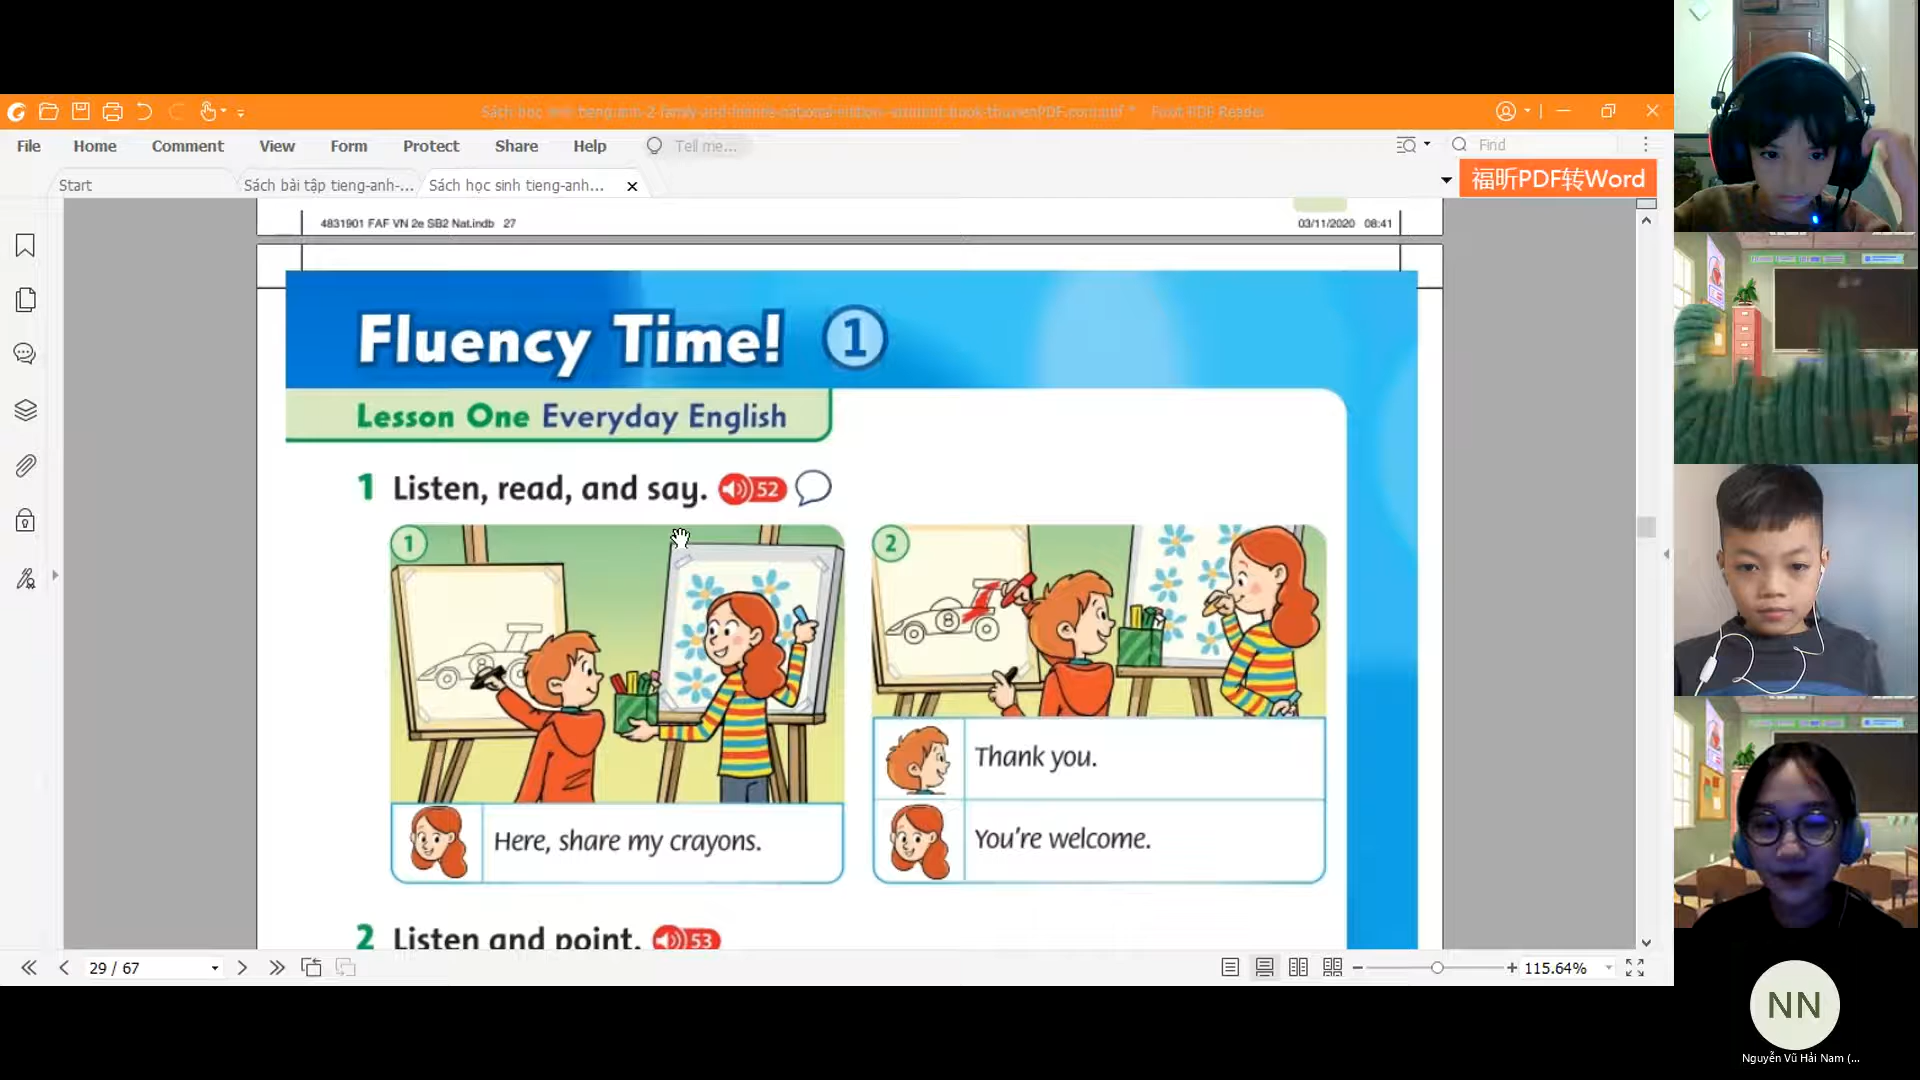 File Home Comment View Form Protect Share Help Tell me... Find
Start Sách bài tập tieng-anh-... Sách học sinh tieng-anh... 福昕PDF转Word
4831901 FAF VN 2e SB2 Nat.indb 27 03/11/2020 08:41
Fluency Time! 1
Lesson One Everyday English
1 Listen, read, and say. 52
1
2
8
8
Thank you.
Here, share my crayons.
You're welcome.
2 Listen and point. 53
29 / 67
115.64%
NN
Nguyễn Vũ Hải Nam (...